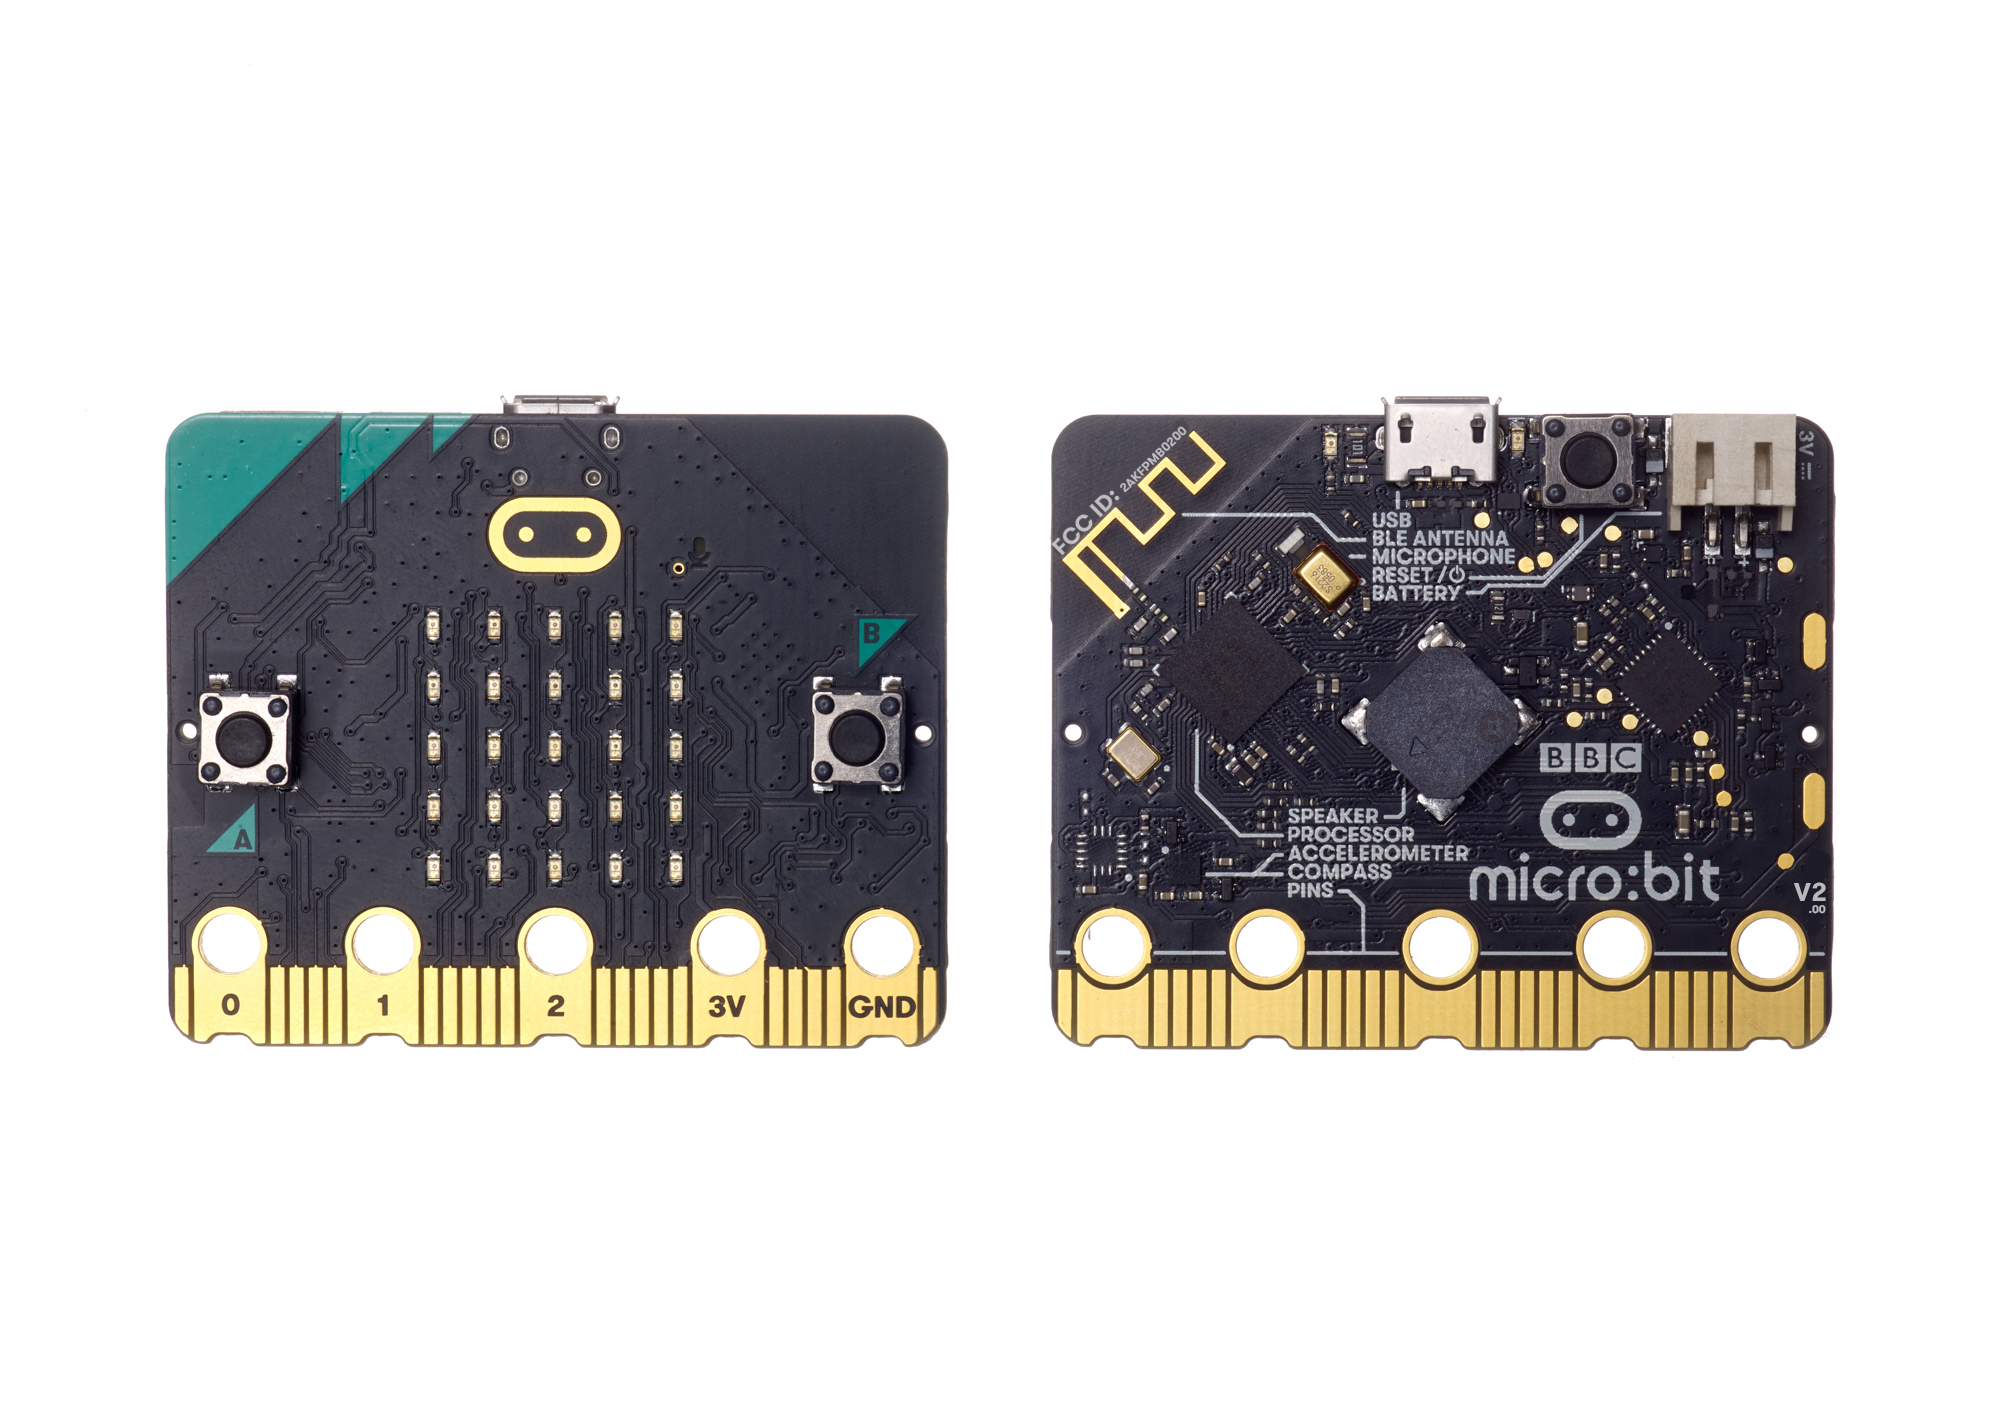 B
A
0
1
2
3V
GND
FCC ID: 2AKFPMB0200
3V
USB
BLE ANTENNA
MICROPHONE
RESET/
BATTERY
BBC
SPEAKER
PROCESSOR
ACCELEROMETER
COMPASS
PINS
micro:bit
V2
.00